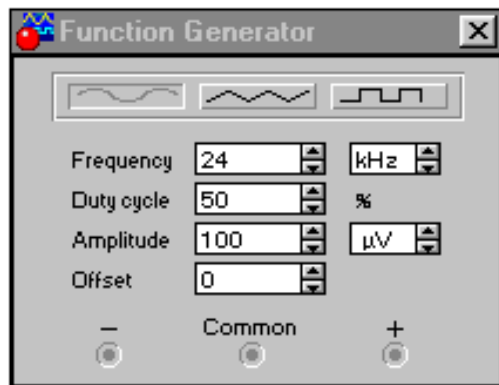 Function Generator
Frequency 24 kHz
Duty cycle 50 %
Amplitude 100 µV
Offset 0
− Common +